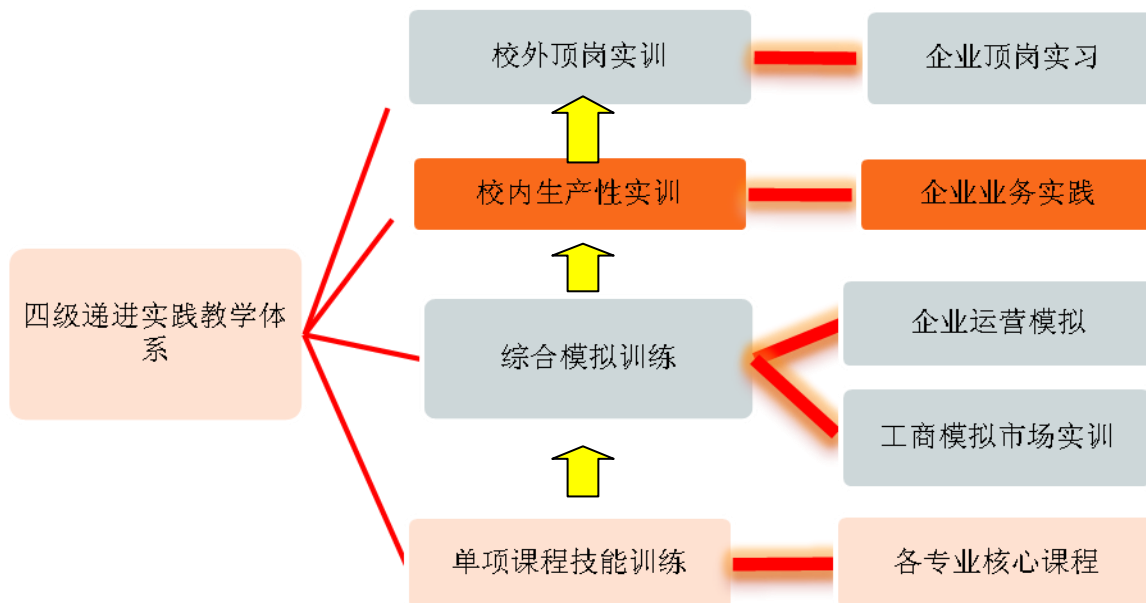 校外顶岗实训
企业顶岗实习
校内生产性实训
企业业务实践
四级递进实践教学体
系
综合模拟训练
企业运营模拟
工商模拟市场实训
单项课程技能训练
各专业核心课程